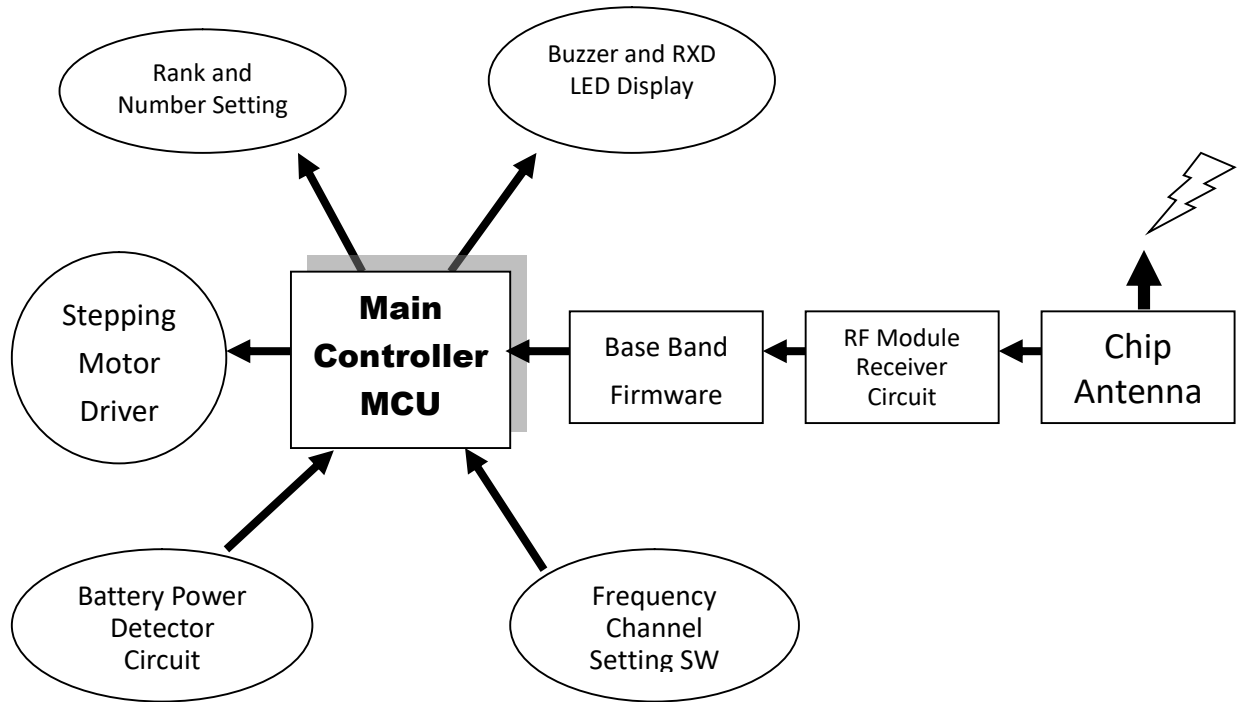 Rank and
Number Setting
Buzzer and RXD
LED Display
Stepping
Motor
Driver
Main
Controller
MCU
Base Band
Firmware
RF Module
Receiver
Circuit
Chip
Antenna
Battery Power
Detector
Circuit
Frequency
Channel
Setting SW